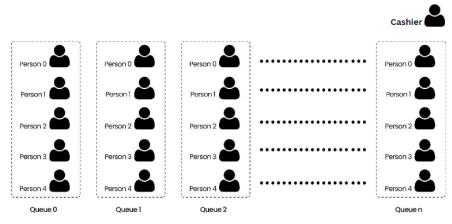 Cashier
Person 0 Person 0 Person 0 Person 0
Person 1 Person 1 Person 1 Person 1
Person 2 Person 2 Person 2 Person 2
Person 3 Person 3 Person 3 Person 3
Person 4 Person 4 Person 4 Person 4
Queue 0 Queue 1 Queue 2 Queue n